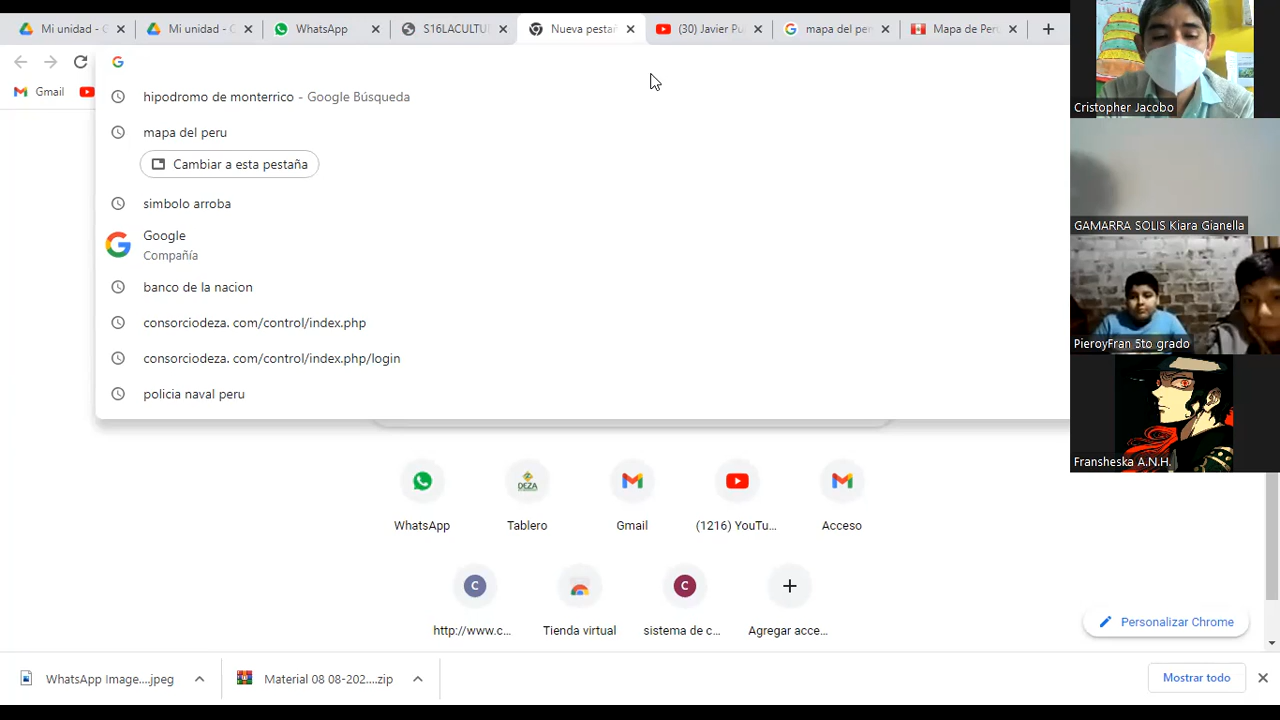 Mi unidad - G
Mi unidad - G
WhatsApp
16LACULTU
Nueva pestañ
(30) Javier Pu
mapa del per
Mapa de Per
Gmail
hipodromo de monterrico - Google Búsqueda
mapa del peru
Cambiar a esta pestaña
simbolo arroba
Google
Compañía
banco de la nacion
consorciodeza. com/control/index.php
consorciodeza. com/control/index.php/login
policia naval peru
WhatsApp
DEZA
Tablero
Gmail
(1216) YouTu...
Acceso
C
http://www.c...
Tienda virtual
C
sistema de c...
Agregar acce...
Personalizar Chrome
WhatsApp Image....jpeg
Material 08 08-202....zip
Mostrar todo
Cristopher Jacobo
GAMARRA SOLIS Kiara Gianella
PieroyFran 5to grado
Fransheska A.N.H.